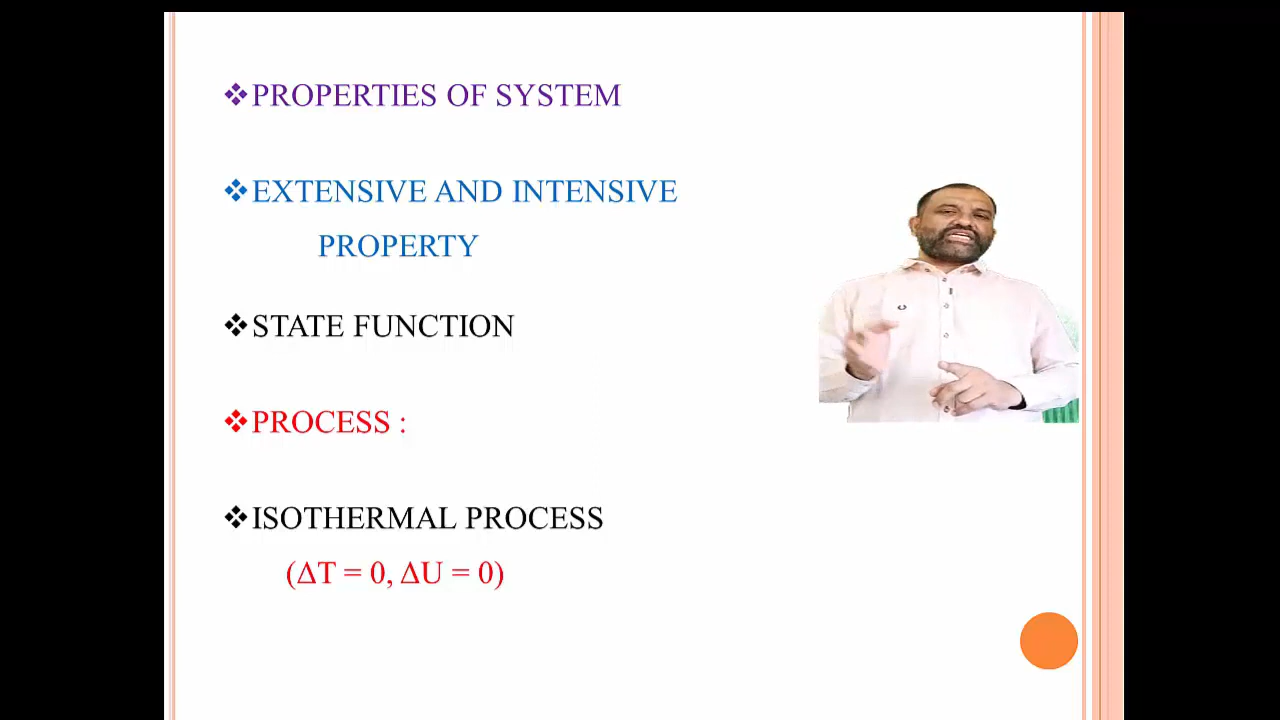 ❖PROPERTIES OF SYSTEM
❖EXTENSIVE AND INTENSIVE
PROPERTY
❖STATE FUNCTION
❖PROCESS :
❖ISOTHERMAL PROCESS
(ΔT = 0, ΔU = 0)